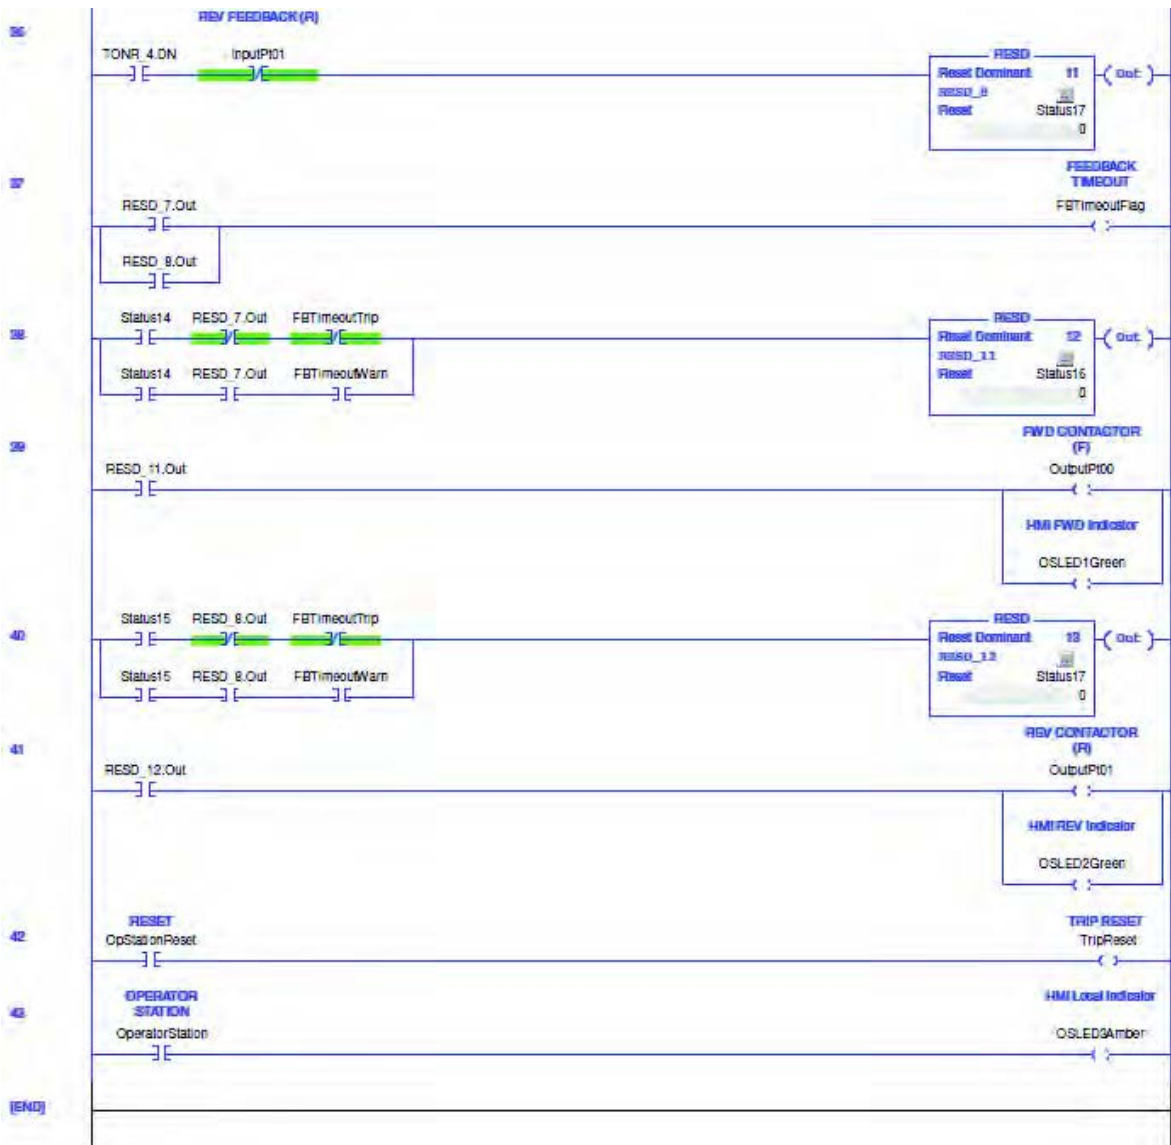 REV FEEDBACK (R)
36
TONR_4.DN InputPt01
RESD
Reset Dominant 11
Out
RESD_8
Reset Status17
0
FEEDBACK
TIMEOUT
37
RESD_7.Out
FBTimeoutFlag
RESD_8.Out
38
Status14 RESD_7.Out FBTimeoutTrip
RESD
Reset Dominant 12
Out
RESD_11
Reset Status16
0
Status14 RESD_7.Out FBTimeoutWarn
FWD CONTACTOR
(F)
39
RESD_11.Out
OutputPt00
HMI FWD Indicator
OSLED1Green
40
Status15 RESD_8.Out FBTimeoutTrip
RESD
Reset Dominant 13
Out
RESD_12
Reset Status17
0
Status15 RESD_8.Out FBTimeoutWarn
REV CONTACTOR
(R)
41
RESD_12.Out
OutputPt01
HMI REV Indicator
OSLED2Green
42
RESET
OpStationReset
TRIP RESET
TripReset
43
OPERATOR
STATION
OperatorStation
HMI Local Indicator
OSLED3Amber
(END)